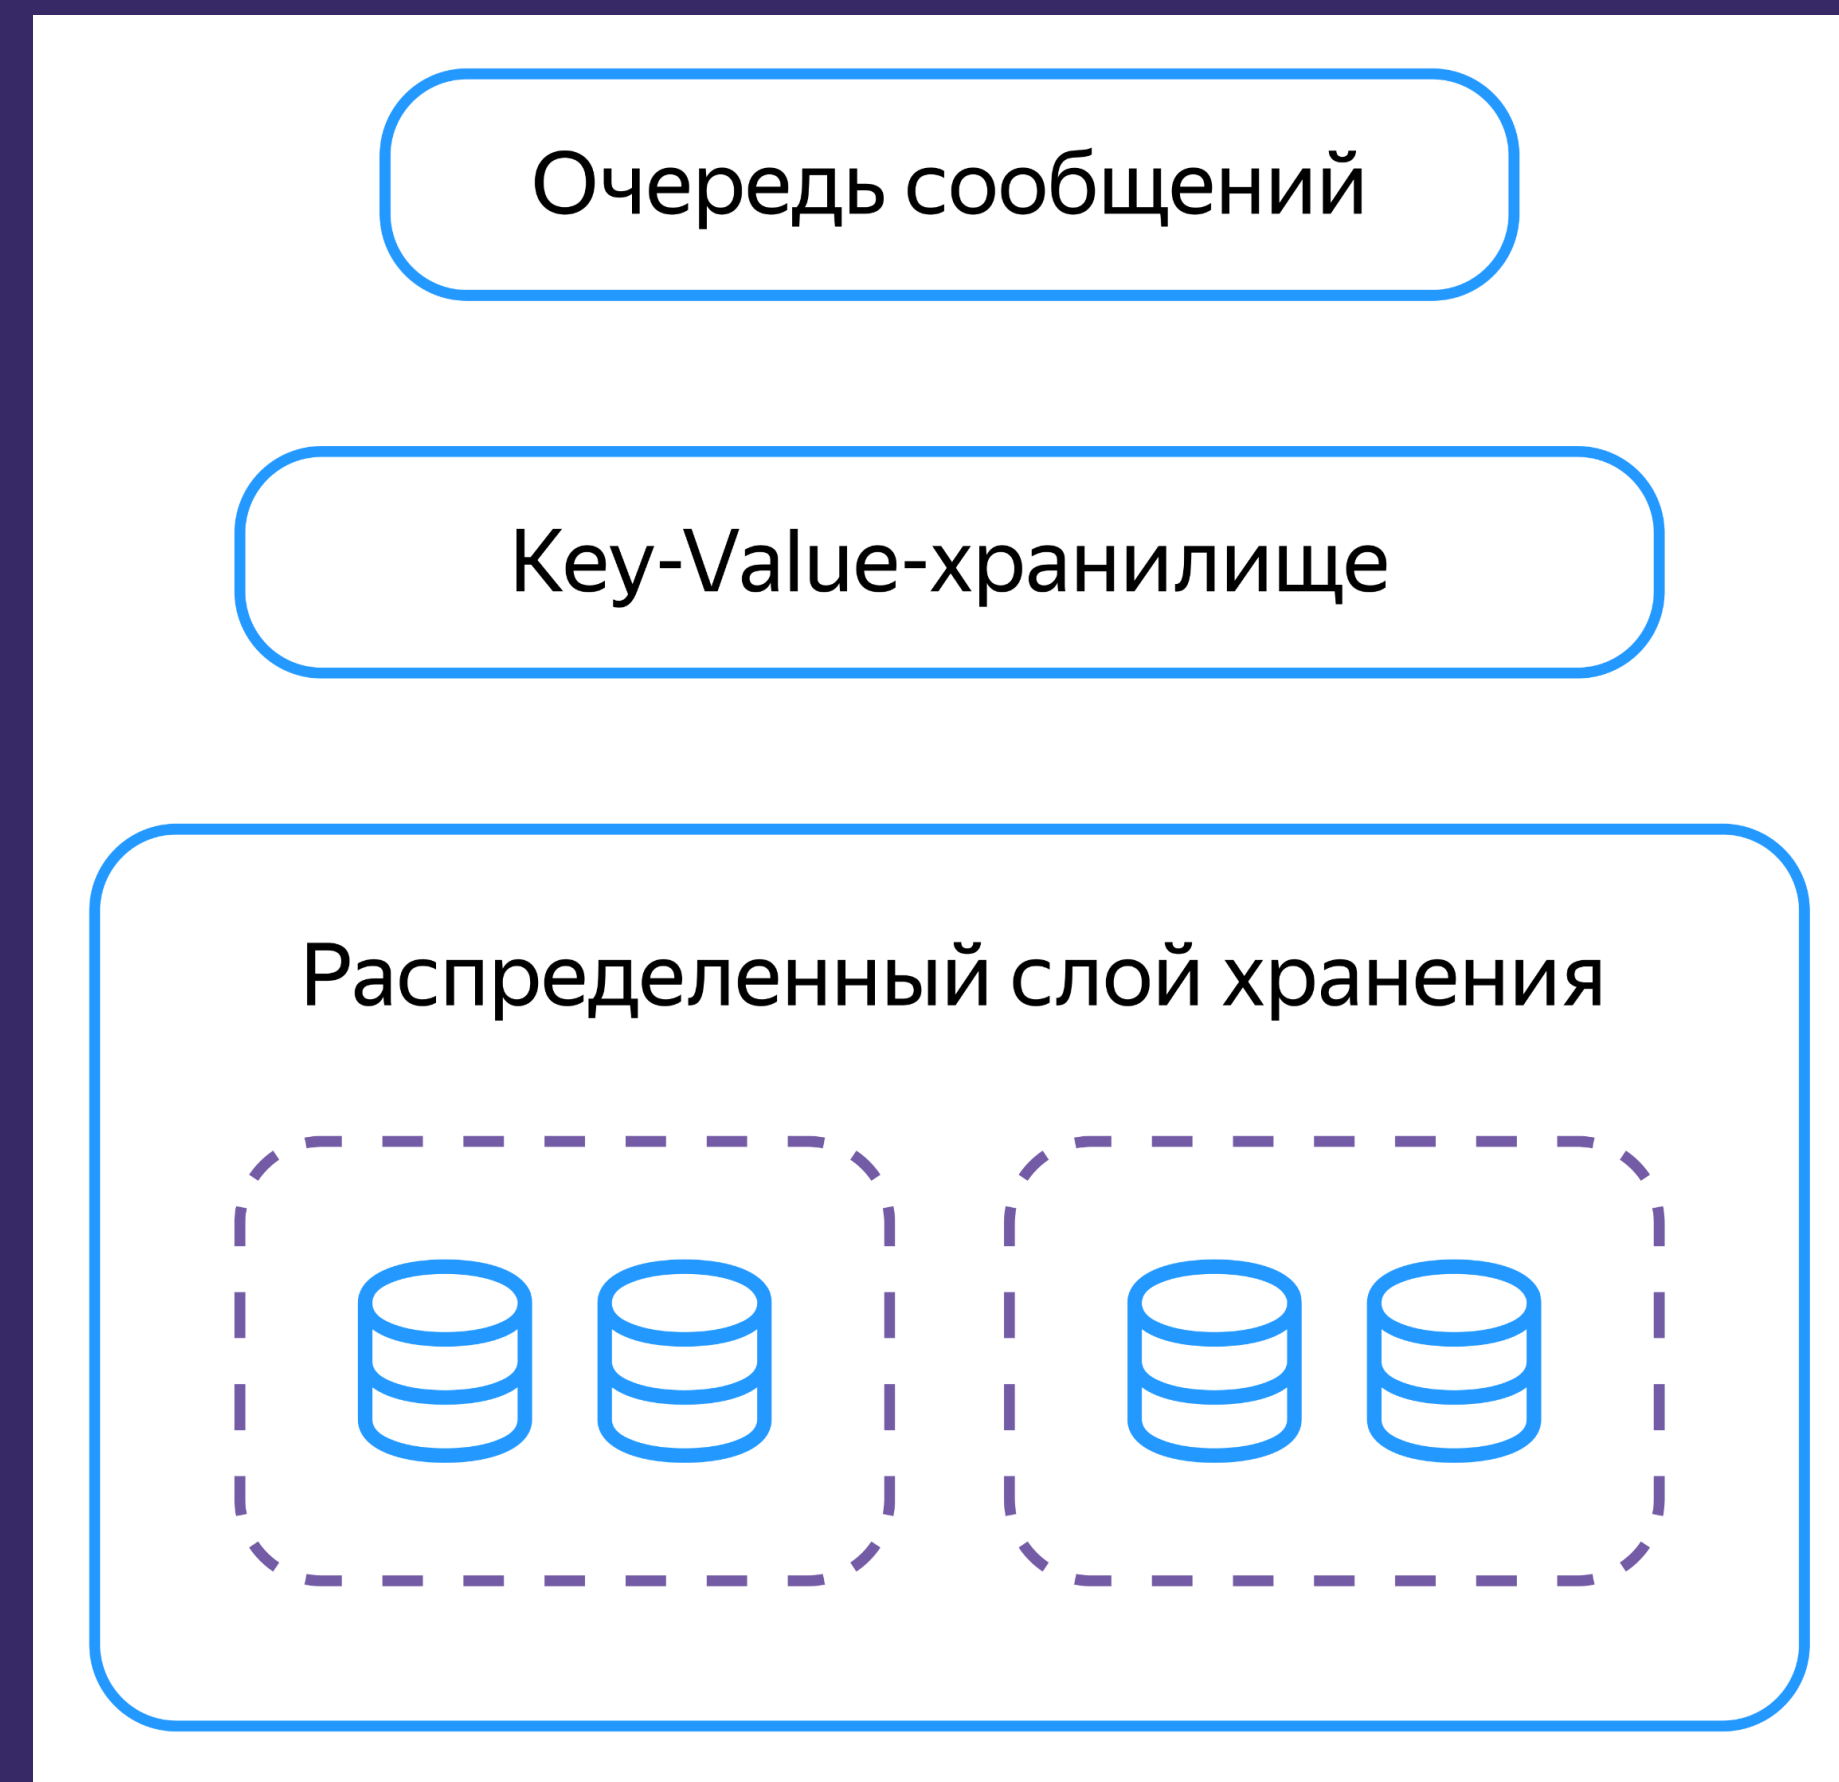 Очередь сообщений
Key-Value-хранилище
Распределенный слой хранения